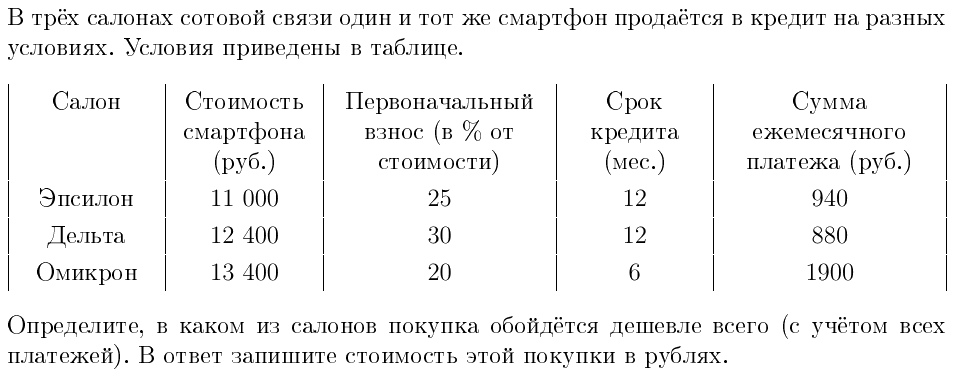 В трёх салонах сотовой связи один и тот же смартфон продаётся в кредит на разных
условиях. Условия приведены в таблице.
Салон Стоимость Первоначальный Срок Сумма
смартфона взнос (в % от кредита ежемесячного
(руб.) стоимости) (мес.) платежа (руб.)
Эпсилон 11 000 25 12 940
Дельта 12 400 30 12 880
Омикрон 13 400 20 6 1900
Определите, в каком из салонов покупка обойдётся дешевле всего (с учётом всех
платежей). В ответ запишите стоимость этой покупки в рублях.